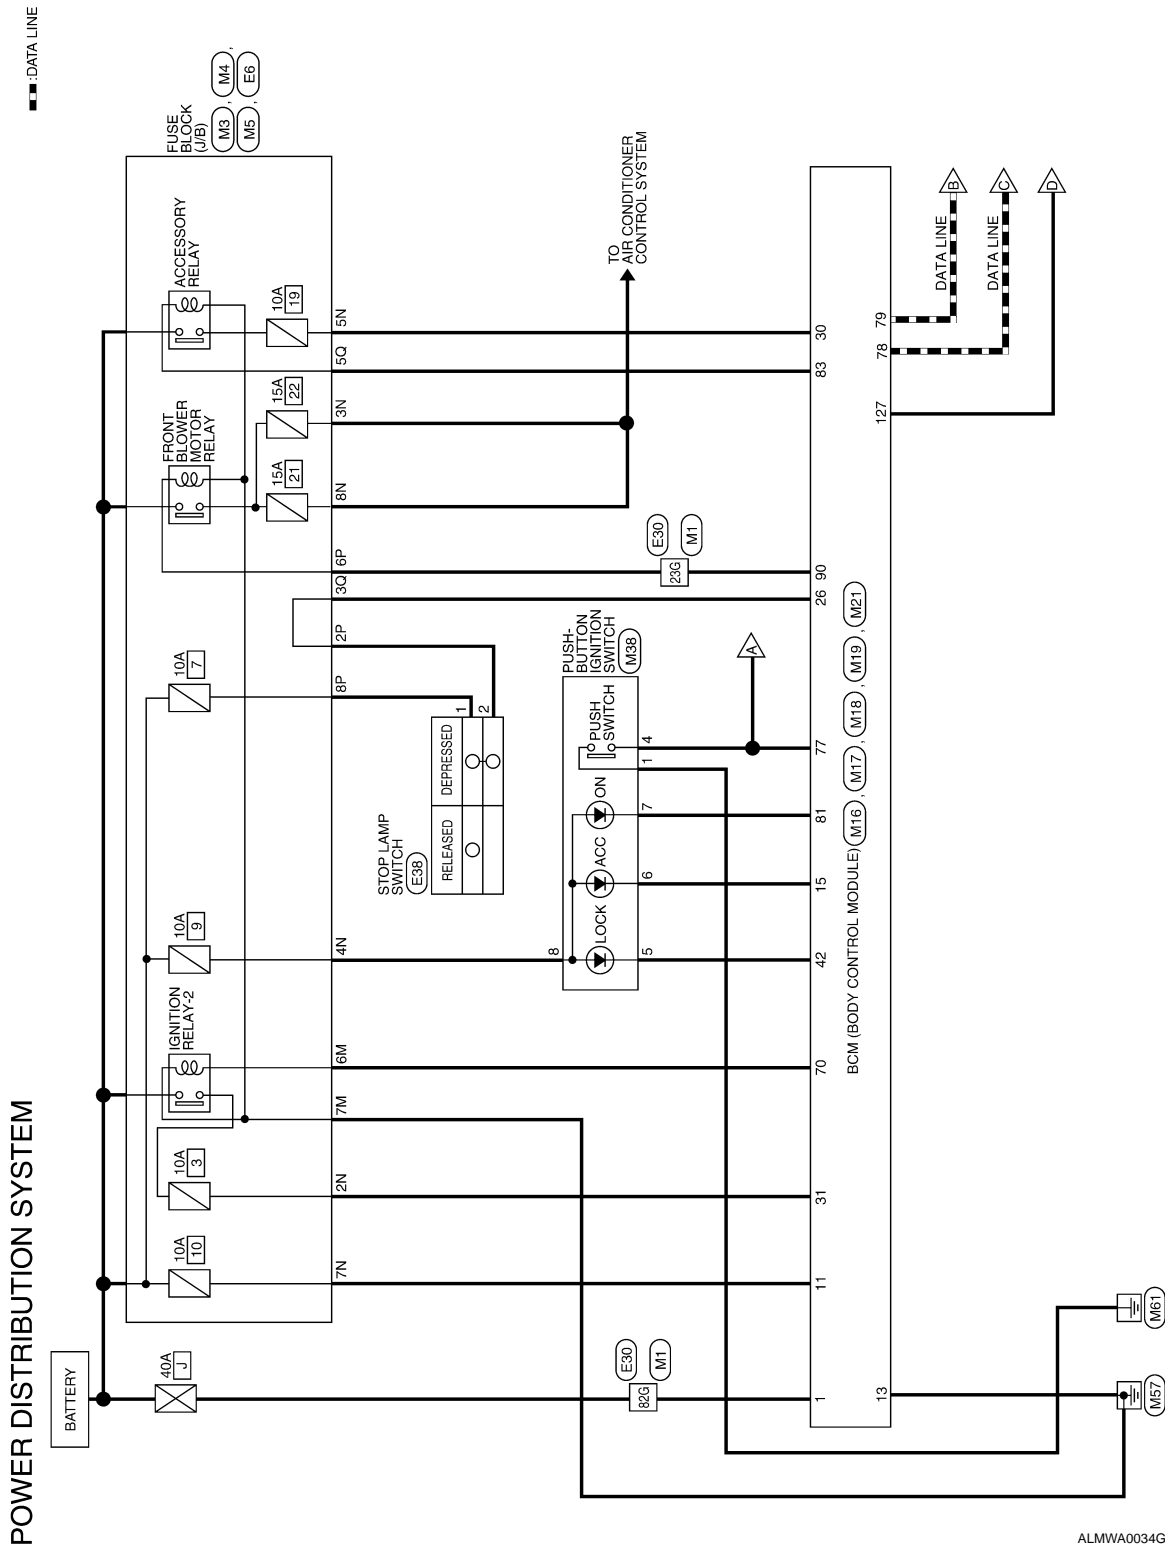 POWER DISTRIBUTION SYSTEM
:DATA LINE
BATTERY
40A
J
10A
10
10A
3
IGNITION
RELAY-2
10A
9
10A
7
FRONT
BLOWER
MOTOR
RELAY
15A
21
15A
22
ACCESSORY
RELAY
10A
19
FUSE
BLOCK
(J/B)
M3 , M4 ,
M5 , E6
7N
2N
7M
6M
4N
8P
2P
3Q
6P
8N
3N
5Q
5N
STOP LAMP
SWITCH
E38
RELEASED
DEPRESSED
1
2
TO
AIR CONDITIONER
CONTROL SYSTEM
E30
82G
M1
8
LOCK
ACC
ON
PUSH
SWITCH
PUSH-
BUTTON
IGNITION
SWITCH
M38
5
6
7
1
4
A
E30
23G
M1
1
11
31
70
42
15
81
77
26
90
83
30
BCM (BODY CONTROL MODULE) M16 , M17 , M18 , M19 , M21
13
127
78
79
DATA LINE
B
DATA LINE
C
D
M57
M61
ALMWA0034G